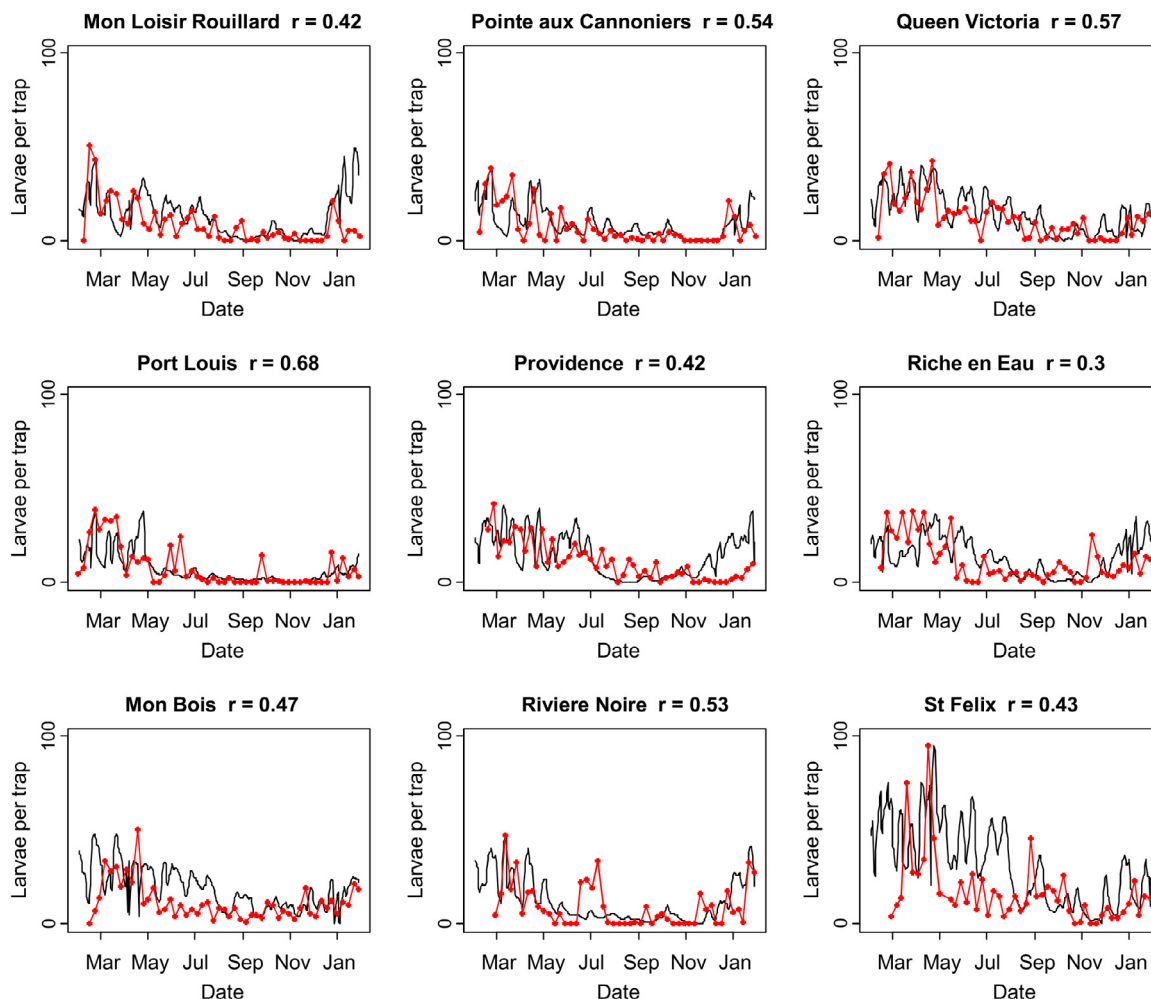 Mon Loisir Rouillard r = 0.42
Larvae per trap
100
0
Mar May Jul Sep Nov Jan
Date
Pointe aux Cannoniers r = 0.54
Larvae per trap
100
0
Mar May Jul Sep Nov Jan
Date
Queen Victoria r = 0.57
Larvae per trap
100
0
Mar May Jul Sep Nov Jan
Date
Port Louis r = 0.68
Larvae per trap
100
0
Mar May Jul Sep Nov Jan
Date
Providence r = 0.42
Larvae per trap
100
0
Mar May Jul Sep Nov Jan
Date
Riche en Eau r = 0.3
Larvae per trap
100
0
Mar May Jul Sep Nov Jan
Date
Mon Bois r = 0.47
Larvae per trap
100
0
Mar May Jul Sep Nov Jan
Date
Riviere Noire r = 0.53
Larvae per trap
100
0
Mar May Jul Sep Nov Jan
Date
St Felix r = 0.43
Larvae per trap
100
0
Mar May Jul Sep Nov Jan
Date